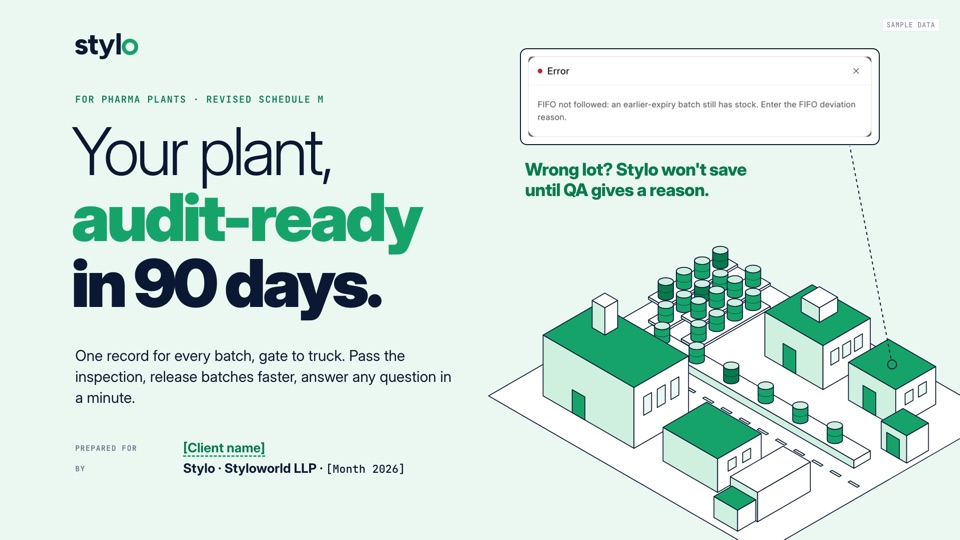 stylo
SAMPLE DATA
FOR PHARMA PLANTS · REVISED SCHEDULE M
Your plant,
audit-ready
in 90 days.
One record for every batch, gate to truck. Pass the
inspection, release batches faster, answer any question in
a minute.
PREPARED FOR [Client name]
BY Stylo · Styloworld LLP · [Month 2026]
Error ×
FIFO not followed: an earlier-expiry batch still has stock. Enter the FIFO deviation
reason.
Wrong lot? Stylo won't save
until QA gives a reason.